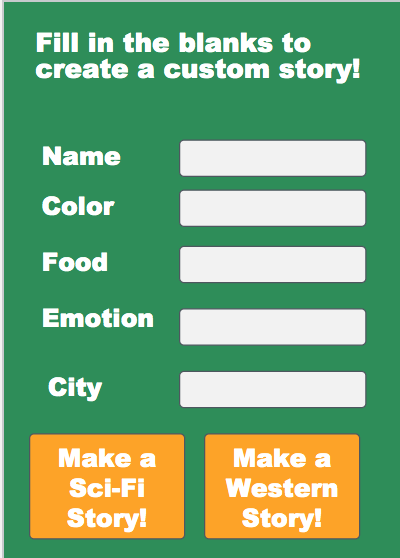 Fill in the blanks to
create a custom story!
Name
Color
Food
Emotion
City
Make a
Sci-Fi
Story!
Make a
Western
Story!